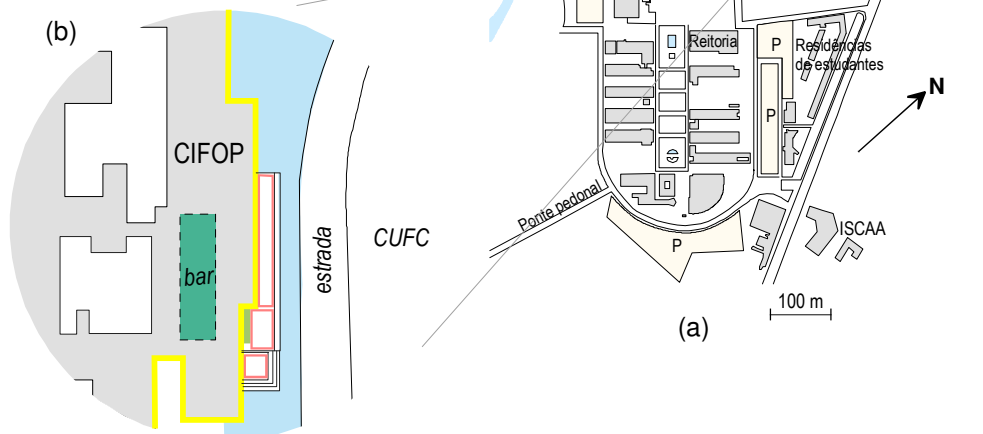 (b)
CIFOP
bar
estrada
CUFC
Reitoria
P
Residências
de estudantes
P
N
Ponte pedonal
P
ISCAA
100 m
(a)